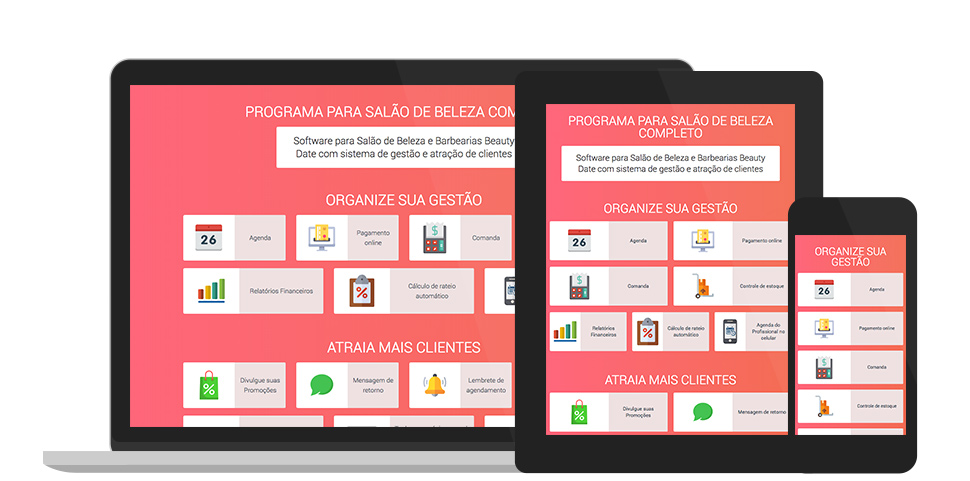 PROGRAMA PARA SALÃO DE BELEZA COM
Software para Salão de Beleza e Barbearias Beauty
Date com sistema de gestão e atração de clientes
ORGANIZE SUA GESTÃO
26
Agenda
Pagamento
online
$
Comanda
Relatórios Financeiros
%
Cálculo de rateio
automático
ATRAIA MAIS CLIENTES
%
Divulgue suas
Promoções
Mensagem de
retorno
Lembrete de
agendamento
PROGRAMA PARA SALÃO DE BELEZA
COMPLETO
Software para Salão de Beleza e Barbearias Beauty
Date com sistema de gestão e atração de clientes
ORGANIZE SUA GESTÃO
26
Agenda
Pagamento online
$
Comanda
Controle de estoque
Relatórios
Financeiros
%
Cálculo de rateio
automático
Agenda do
Profissional no
celular
ATRAIA MAIS CLIENTES
%
Divulgue suas
Promoções
Mensagem de retorno
ORGANIZE SUA
GESTÃO
26
Agenda
Pagamento online
$
Comanda
Controle de estoque